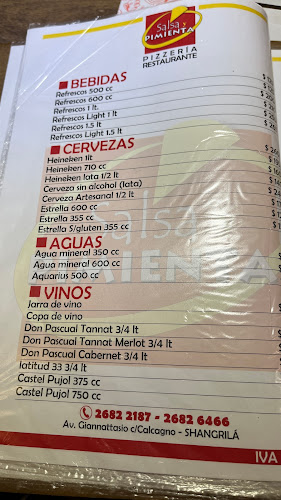 Salsa y
PIMIENTA
PIZZERÍA
RESTAURANTE
BEBIDAS
Refrescos 500 cc
Refrescos 600 cc
Refrescos 1 lt.
Refrescos Light 1 lt
Refrescos 1.5 lt
Refrescos Light 1.5 lt
CERVEZAS
Heineken 1lt
Heineken 710 cc
Heineken lata 1/2 lt
Cerveza sin alcohol (lata)
Cerveza Artesanal 1/2 lt
Estrella 600 cc
Estrella 355 cc
Estrella S/gluten 355 cc
AGUAS
Agua mineral 350 cc
Agua mineral 600 cc
Aquarius 500 cc
VINOS
Jarra de vino
Copa de vino
Don Pascual Tannat 3/4 lt
Don Pascual Tannat Merlot 3/4 lt
Don Pascual Cabernet 3/4 lt
latitud 33 3/4 lt
Castel Pujol 375 cc
Castel Pujol 750 cc
2682 2187 - 2682 6466
Av. Giannattasio c/Calcagno - SHANGRILÁ
IVA